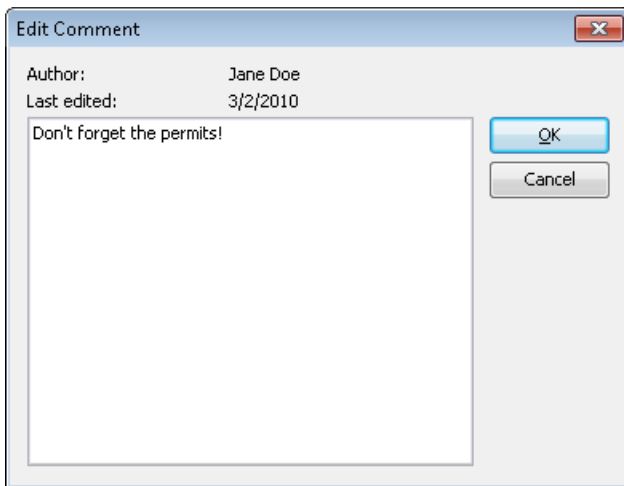 Edit Comment
Author: Jane Doe
Last edited: 3/2/2010
Don't forget the permits!
OK
Cancel